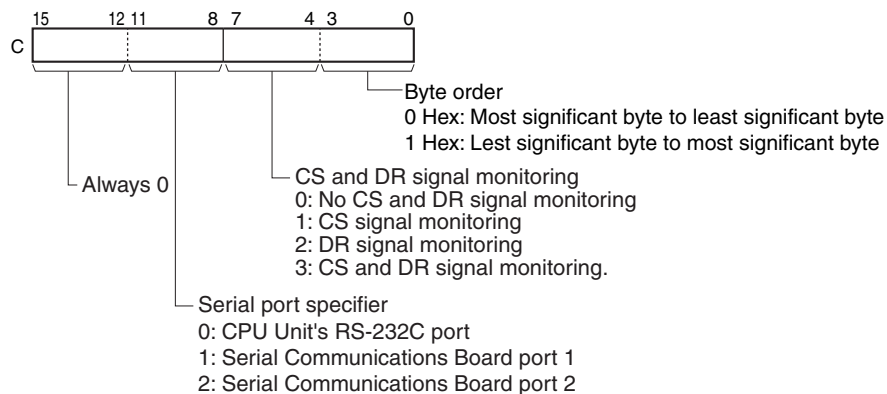 15 12 11 8 7 4 3 0
C
Byte order
0 Hex: Most significant byte to least significant byte
1 Hex: Lest significant byte to most significant byte
Always 0
CS and DR signal monitoring
0: No CS and DR signal monitoring
1: CS signal monitoring
2: DR signal monitoring
3: CS and DR signal monitoring.
Serial port specifier
0: CPU Unit's RS-232C port
1: Serial Communications Board port 1
2: Serial Communications Board port 2